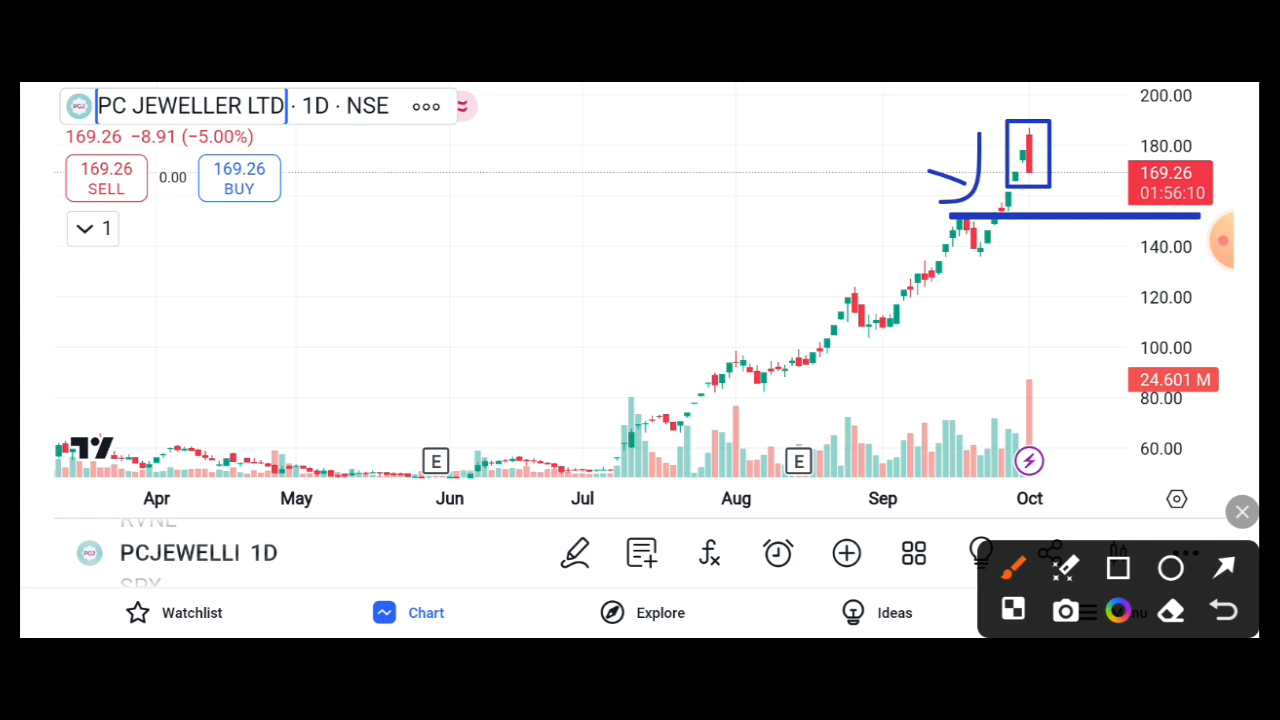 PC JEWELLER LTD · 1D · NSE
169.26 −8.91 (−5.00%)
169.26 SELL
0.00
169.26 BUY
1
200.00
180.00
169.26
01:56:10
140.00
120.00
100.00
24.601 M
80.00
60.00
E
E
Apr May Jun Jul Aug Sep Oct
RVNL
PCJEWELLI 1D
SPY
Watchlist
Chart
Explore
Ideas